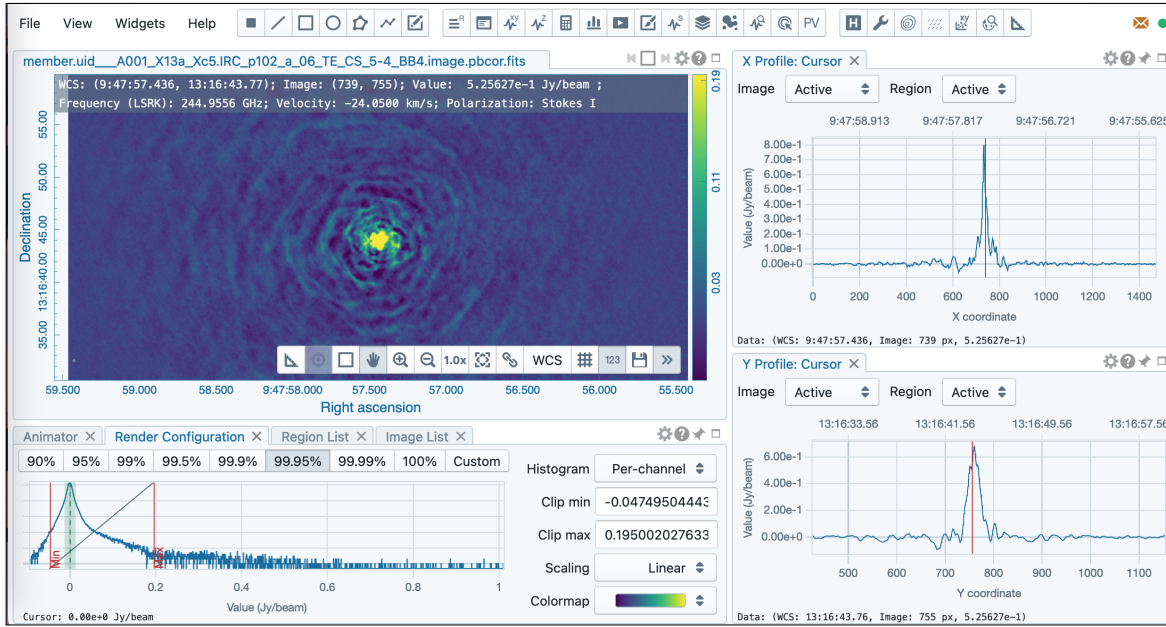 File View Widgets Help
R XY Z S PV H XY
member.uid___A001_X13a_Xc5.IRC_p102_a_06_TE_CS_5-4_BB4.image.pbcor.fits
WCS: (9:47:57.436, 13:16:43.77); Image: (739, 755); Value: 5.25627e-1 Jy/beam ;
Frequency (LSRK): 244.9556 GHz; Velocity: −24.0500 km/s; Polarization: Stokes I
Declination
55.00
50.00
45.00
13:16:40.00
35.00
0.19
0.11
0.03
1.0x WCS 123
59.500 59.000 58.500 9:47:58.000 57.500 57.000 56.500 56.000 55.500
Right ascension
X Profile: Cursor
Image Active Region Active
9:47:58.913 9:47:57.817 9:47:56.721 9:47:55.625
Value (Jy/beam)
8.00e-1
7.00e-1
6.00e-1
5.00e-1
4.00e-1
3.00e-1
2.00e-1
1.00e-1
0.00e+0
0 200 400 600 800 1000 1200 1400
X coordinate
Data: (WCS: 9:47:57.436, Image: 739 px, 5.25627e-1)
Y Profile: Cursor
Image Active Region Active
13:16:33.56 13:16:41.56 13:16:49.56 13:16:57.56
Value (Jy/beam)
6.00e-1
4.00e-1
2.00e-1
0.00e+0
500 600 700 800 900 1000 1100
Y coordinate
Data: (WCS: 13:16:43.76, Image: 755 px, 5.25627e-1)
Animator Render Configuration Region List Image List
90% 95% 99% 99.5% 99.9% 99.95% 99.99% 100% Custom
Min
Max
0 0.2 0.4 0.6 0.8 1
Value (Jy/beam)
Cursor: 0.00e+0 Jy/beam
Histogram Per-channel
Clip min -0.04749504443
Clip max 0.195002027633
Scaling Linear
Colormap